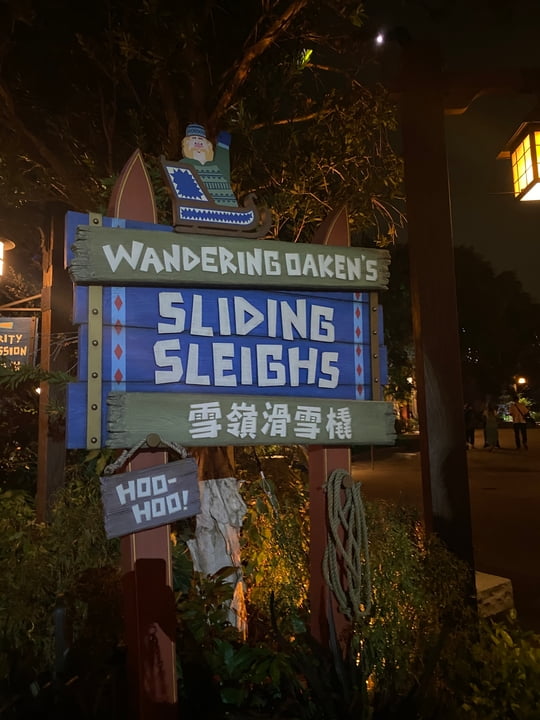 WANDERING OAKEN'S
SLIDING
SLEIGHS
雪嶺滑雪橇
HOO-
HOO!